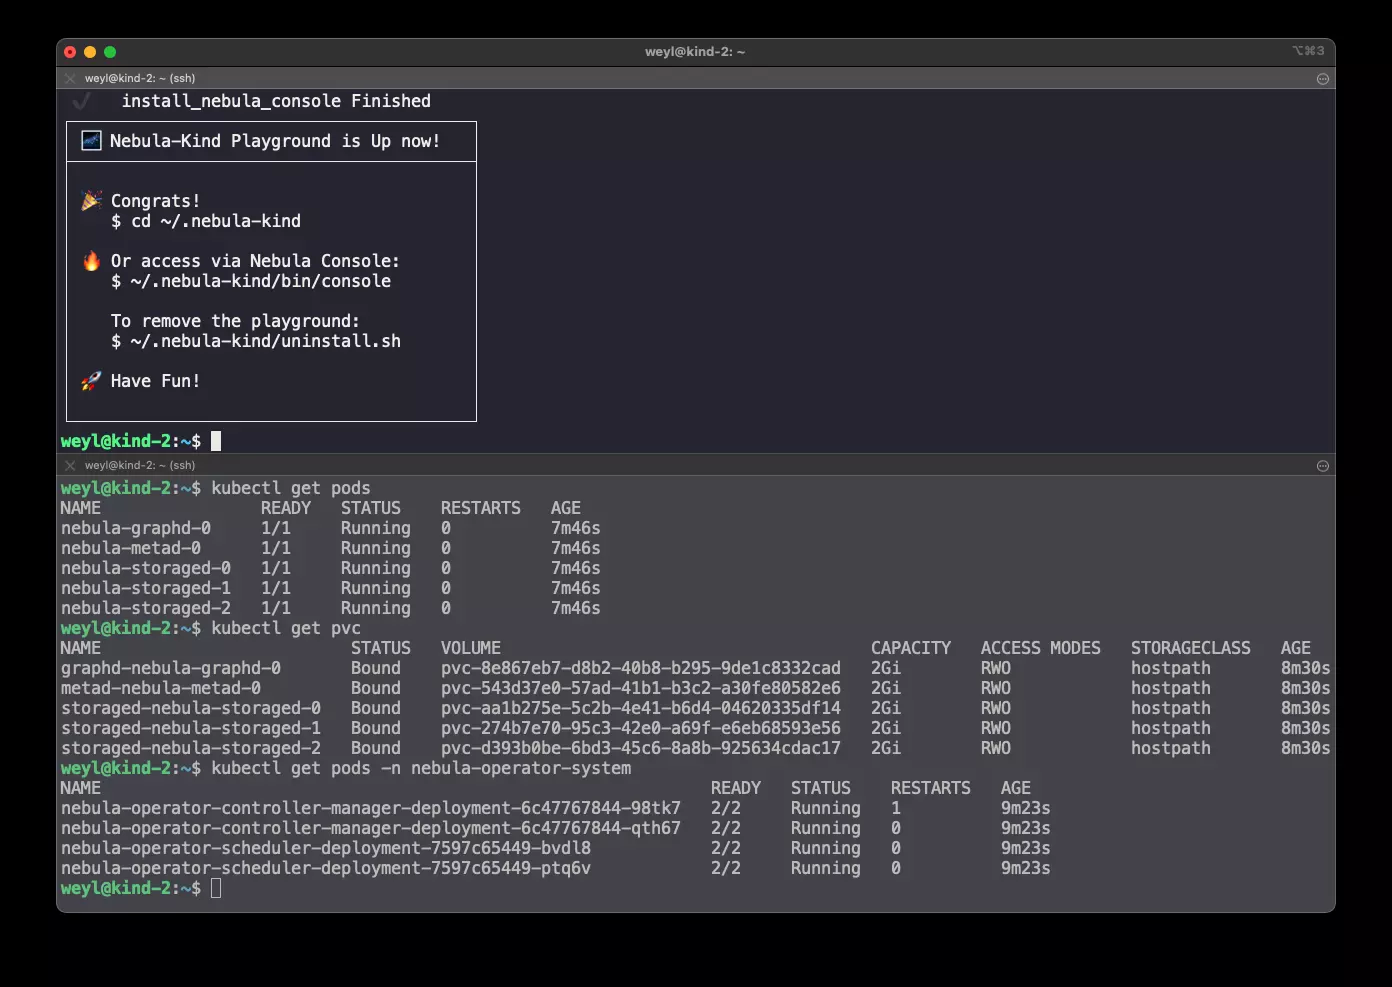 weyl@kind-2: ~
⌥⌘3
weyl@kind-2: ~ (ssh)
install_nebula_console Finished
Nebula-Kind Playground is Up now!
Congrats!
$ cd ~/.nebula-kind
Or access via Nebula Console:
$ ~/.nebula-kind/bin/console
To remove the playground:
$ ~/.nebula-kind/uninstall.sh
Have Fun!
weyl@kind-2:~$
weyl@kind-2: ~ (ssh)
weyl@kind-2:~$ kubectl get pods
NAME READY STATUS RESTARTS AGE
nebula-graphd-0 1/1 Running 0 7m46s
nebula-metad-0 1/1 Running 0 7m46s
nebula-storaged-0 1/1 Running 0 7m46s
nebula-storaged-1 1/1 Running 0 7m46s
nebula-storaged-2 1/1 Running 0 7m46s
weyl@kind-2:~$ kubectl get pvc
NAME STATUS VOLUME CAPACITY ACCESS MODES STORAGECLASS AGE
graphd-nebula-graphd-0 Bound pvc-8e867eb7-d8b2-40b8-b295-9de1c8332cad 2Gi RWO hostpath 8m30s
metad-nebula-metad-0 Bound pvc-543d37e0-57ad-41b1-b3c2-a30fe80582e6 2Gi RWO hostpath 8m30s
storaged-nebula-storaged-0 Bound pvc-aa1b275e-5c2b-4e41-b6d4-04620335df14 2Gi RWO hostpath 8m30s
storaged-nebula-storaged-1 Bound pvc-274b7e70-95c3-42e0-a69f-e6eb68593e56 2Gi RWO hostpath 8m30s
storaged-nebula-storaged-2 Bound pvc-d393b0be-6bd3-45c6-8a8b-925634cdac17 2Gi RWO hostpath 8m30s
weyl@kind-2:~$ kubectl get pods -n nebula-operator-system
NAME READY STATUS RESTARTS AGE
nebula-operator-controller-manager-deployment-6c47767844-98tk7 2/2 Running 1 9m23s
nebula-operator-controller-manager-deployment-6c47767844-qth67 2/2 Running 0 9m23s
nebula-operator-scheduler-deployment-7597c65449-bvdl8 2/2 Running 0 9m23s
nebula-operator-scheduler-deployment-7597c65449-ptq6v 2/2 Running 0 9m23s
weyl@kind-2:~$